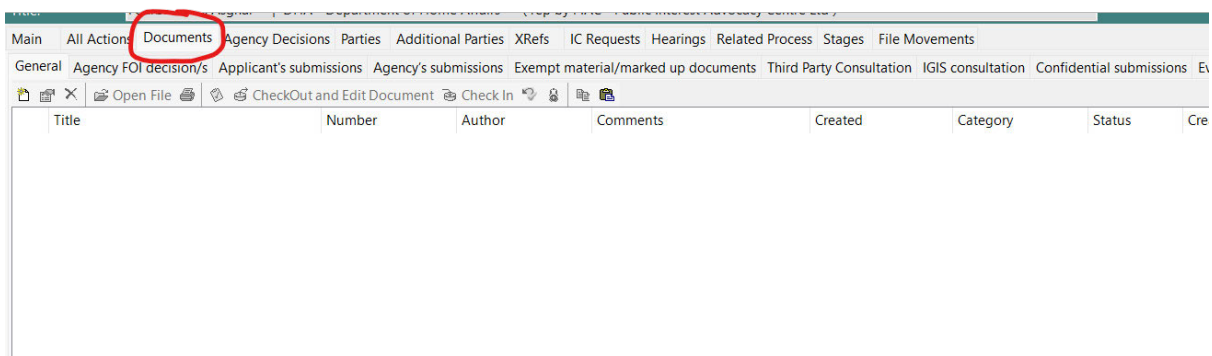 Main All Actions Documents Agency Decisions Parties Additional Parties XRefs IC Requests Hearings Related Process Stages File Movements
General Agency FOI decision/s Applicant's submissions Agency's submissions Exempt material/marked up documents Third Party Consultation IGIS consultation Confidential submissions
Open File CheckOut and Edit Document Check In
Title Number Author Comments Created Category Status Cre